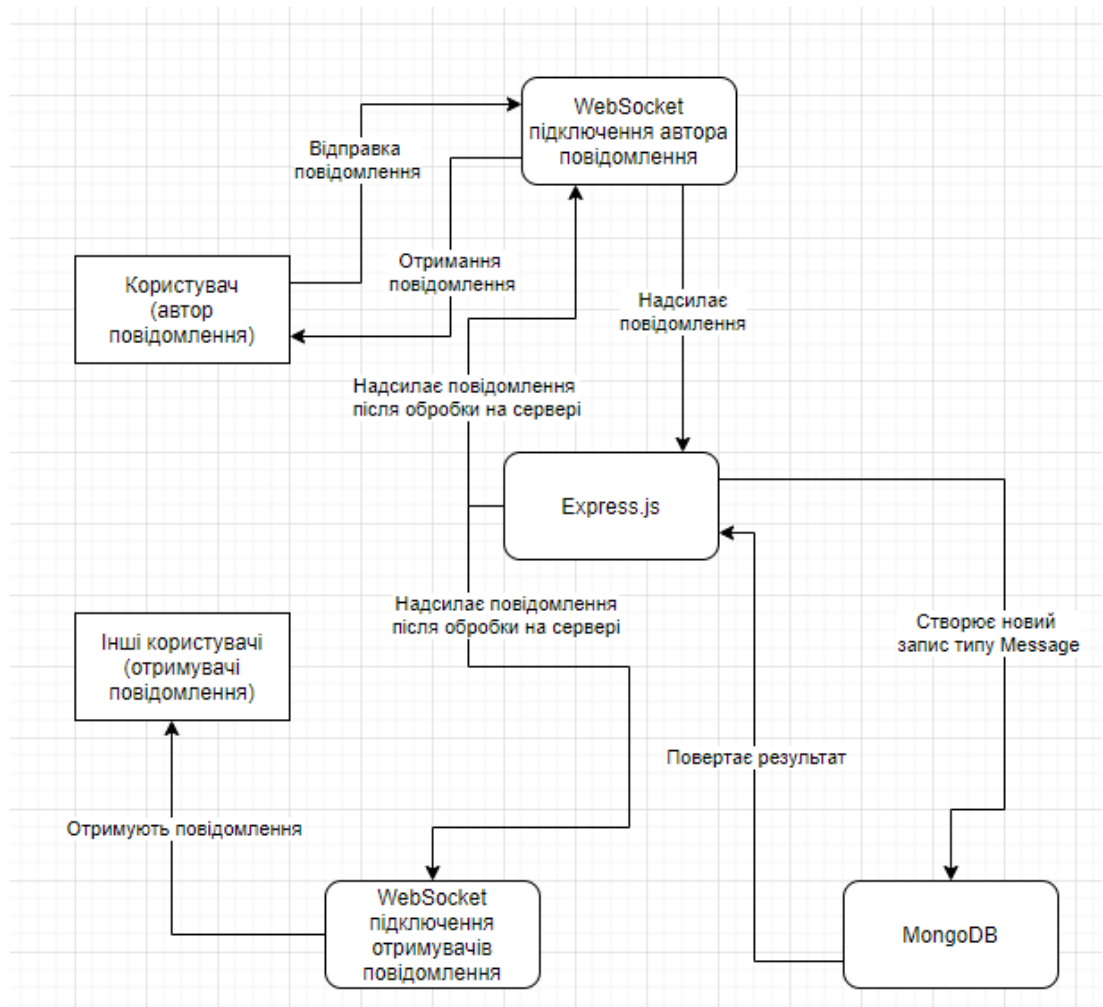 WebSocket
підключення автора
повідомлення
Відправка
повідомлення
Отримання
повідомлення
Користувач
(автор
повідомлення)
Надсилає
повідомлення
Надсилає повідомлення
після обробки на сервері
Express.js
Надсилає повідомлення
після обробки на сервері
Інші користувачі
(отримувачі
повідомлення)
Створює новий
запис типу Message
Повертає результат
Отримують повідомлення
WebSocket
підключення
отримувачів
повідомлення
MongoDB